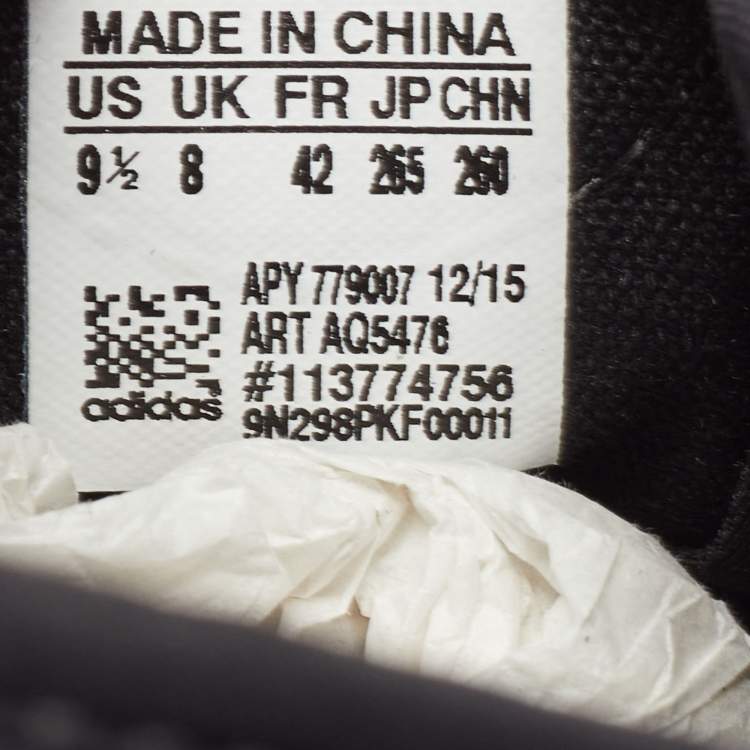 MADE IN CHINA
US UK FR JP CHN
9½ 8 42 265 260
APY 779007 12/15
ART AQ5476
#113774756
adidas
9N298PKF00011